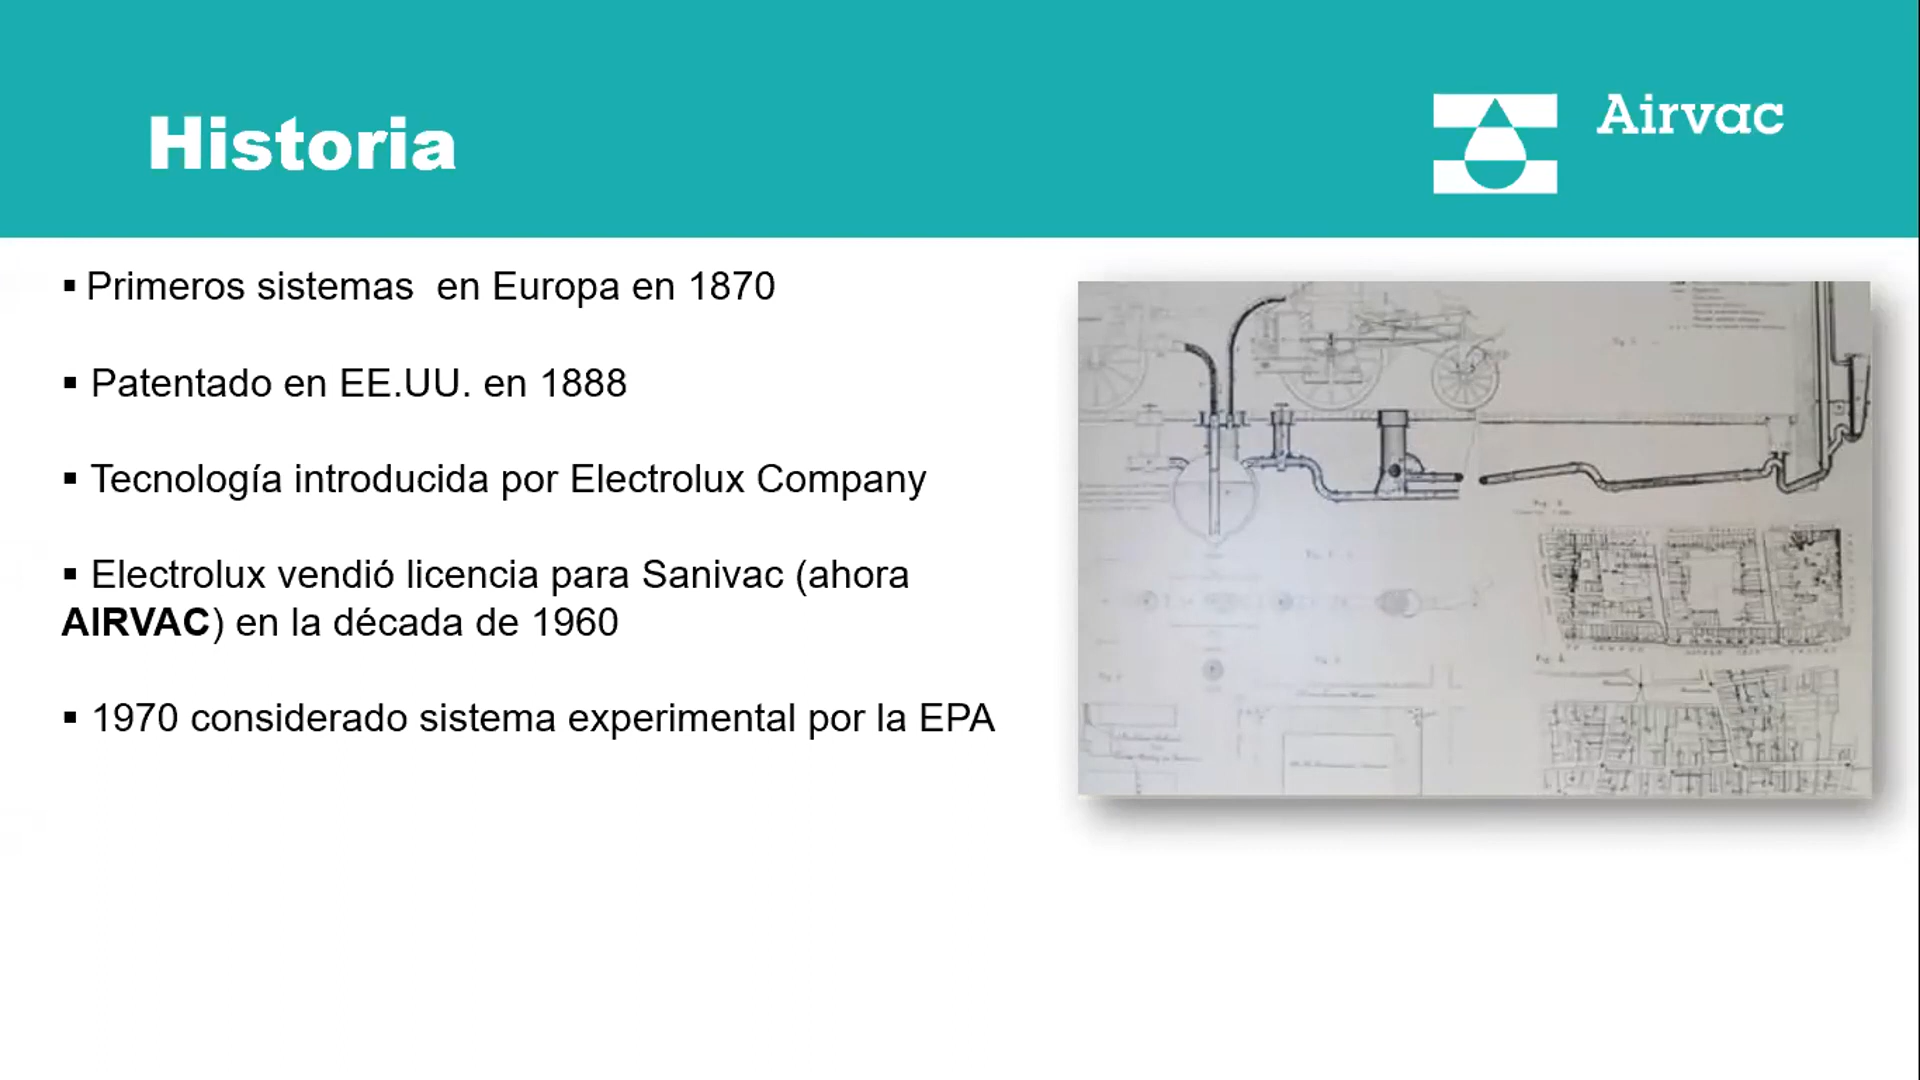 Historia
Airvac
▪ Primeros sistemas en Europa en 1870
▪ Patentado en EE.UU. en 1888
▪ Tecnología introducida por Electrolux Company
▪ Electrolux vendió licencia para Sanivac (ahora
AIRVAC) en la década de 1960
▪ 1970 considerado sistema experimental por la EPA